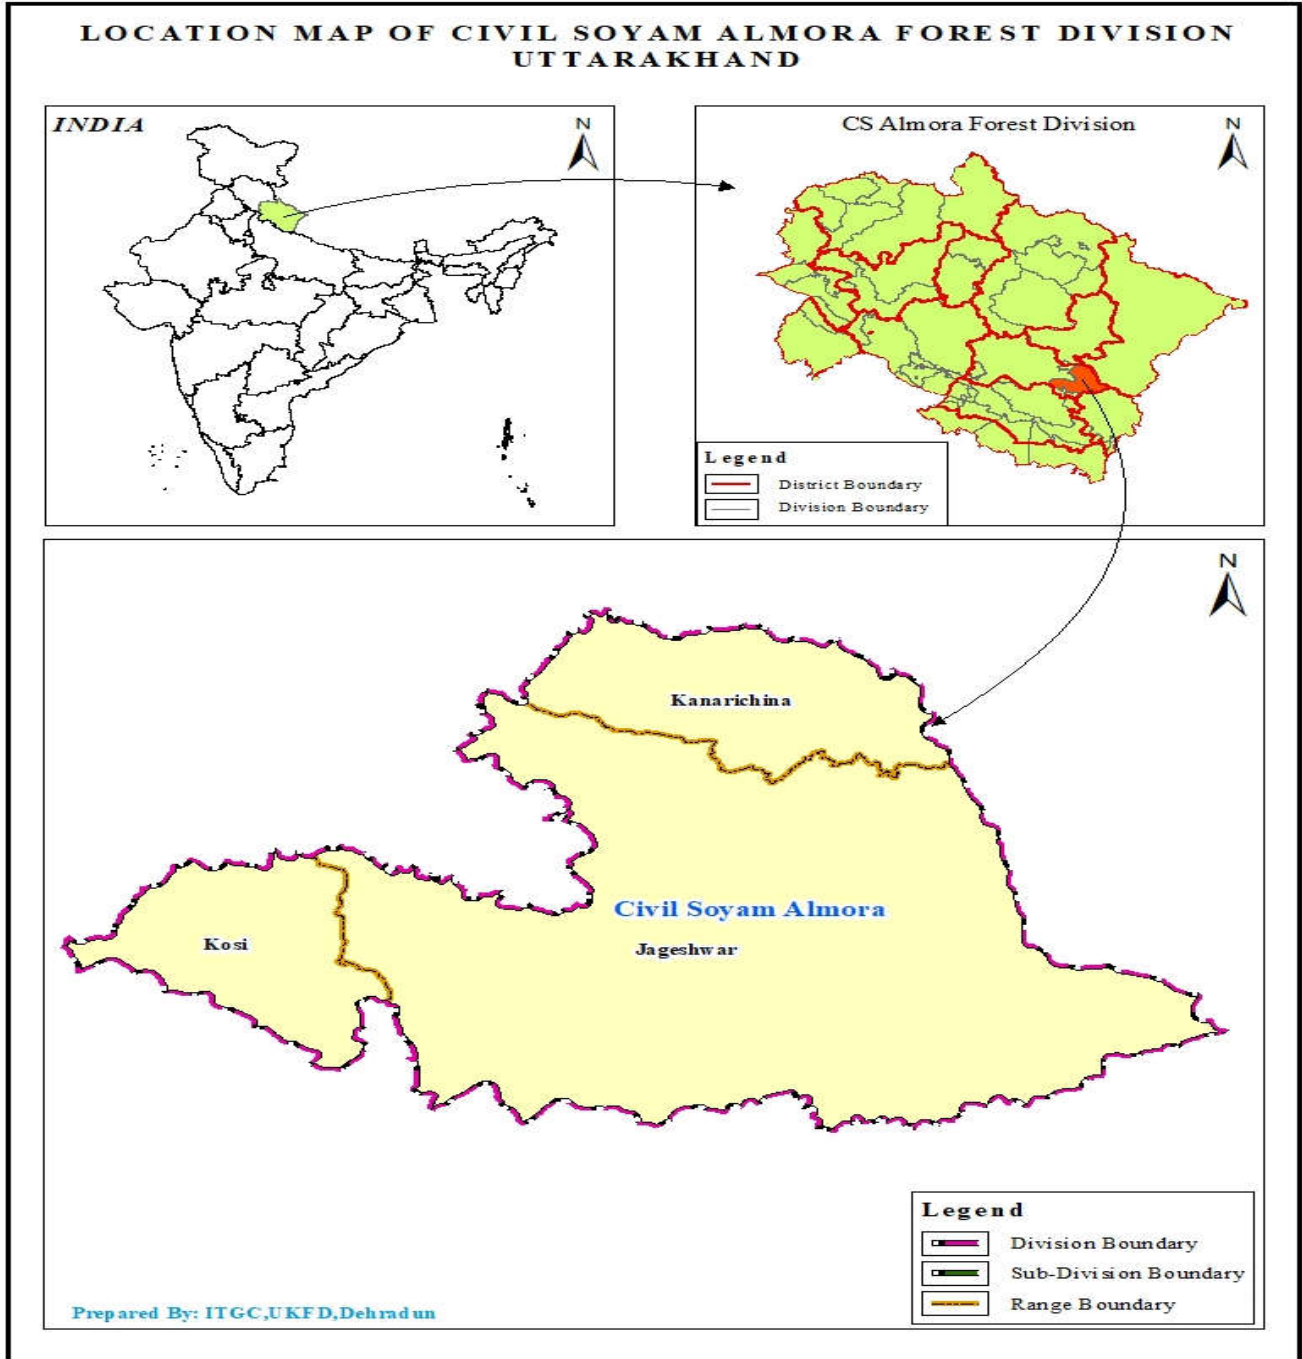 LOCATION MAP OF CIVIL SOYAM ALMORA FOREST DIVISION
UTTARAKHAND
INDIA
N
CS Almora Forest Division
N
Legend
District Boundary
Division Boundary
N
Kanarichina
Civil Soyam Almora
Jageshwar
Kosi
Legend
Division Boundary
Sub-Division Boundary
Range Boundary
Prepared By: ITGC,UKFD,Dehradun